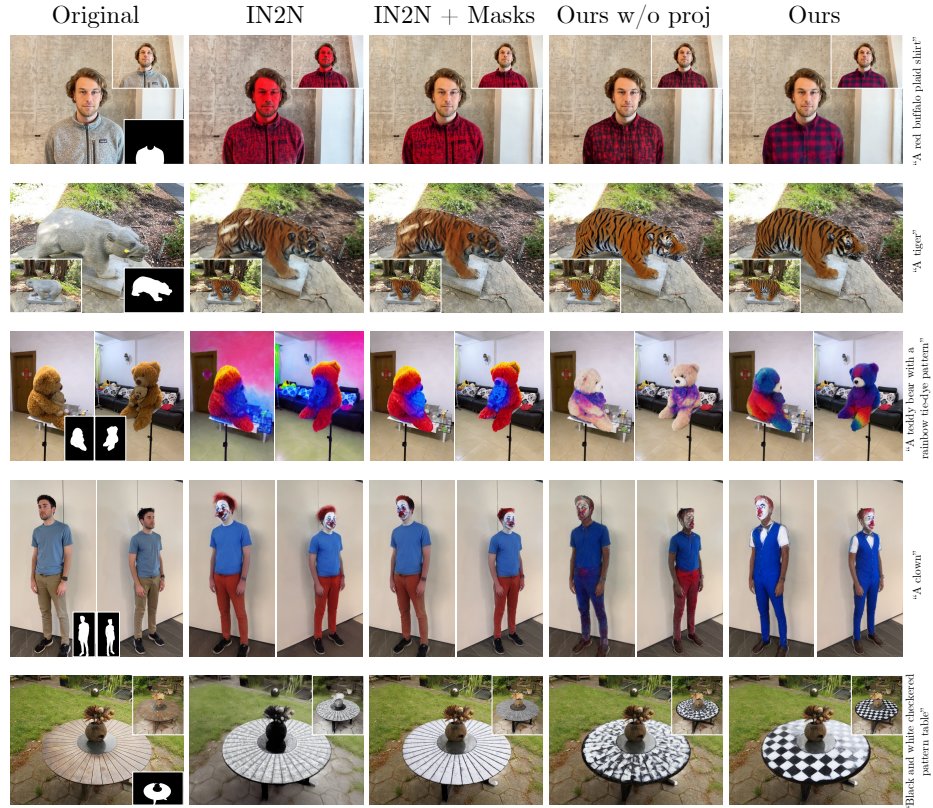 Original
IN2N
IN2N + Masks
Ours w/o proj
Ours
“A red buffalo plaid shirt”
“A tiger”
“A teddy bear with a
rainbow tie-dye pattern”
“A clown”
“Black and white checkered
pattern table”